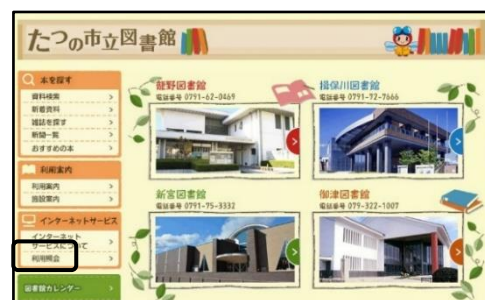 たつの市立図書館
本を探す
資料検索
新着資料
雑誌を探す
新聞一覧
おすすめの本
利用案内
利用案内
施設案内
インターネットサービス
インターネット
サービスについて
利用照会
図書館カレンダー
龍野図書館
電話番号 0791-62-0469
揖保川図書館
電話番号 0791-72-7666
新宮図書館
電話番号 0791-75-3332
御津図書館
電話番号 079-322-1007